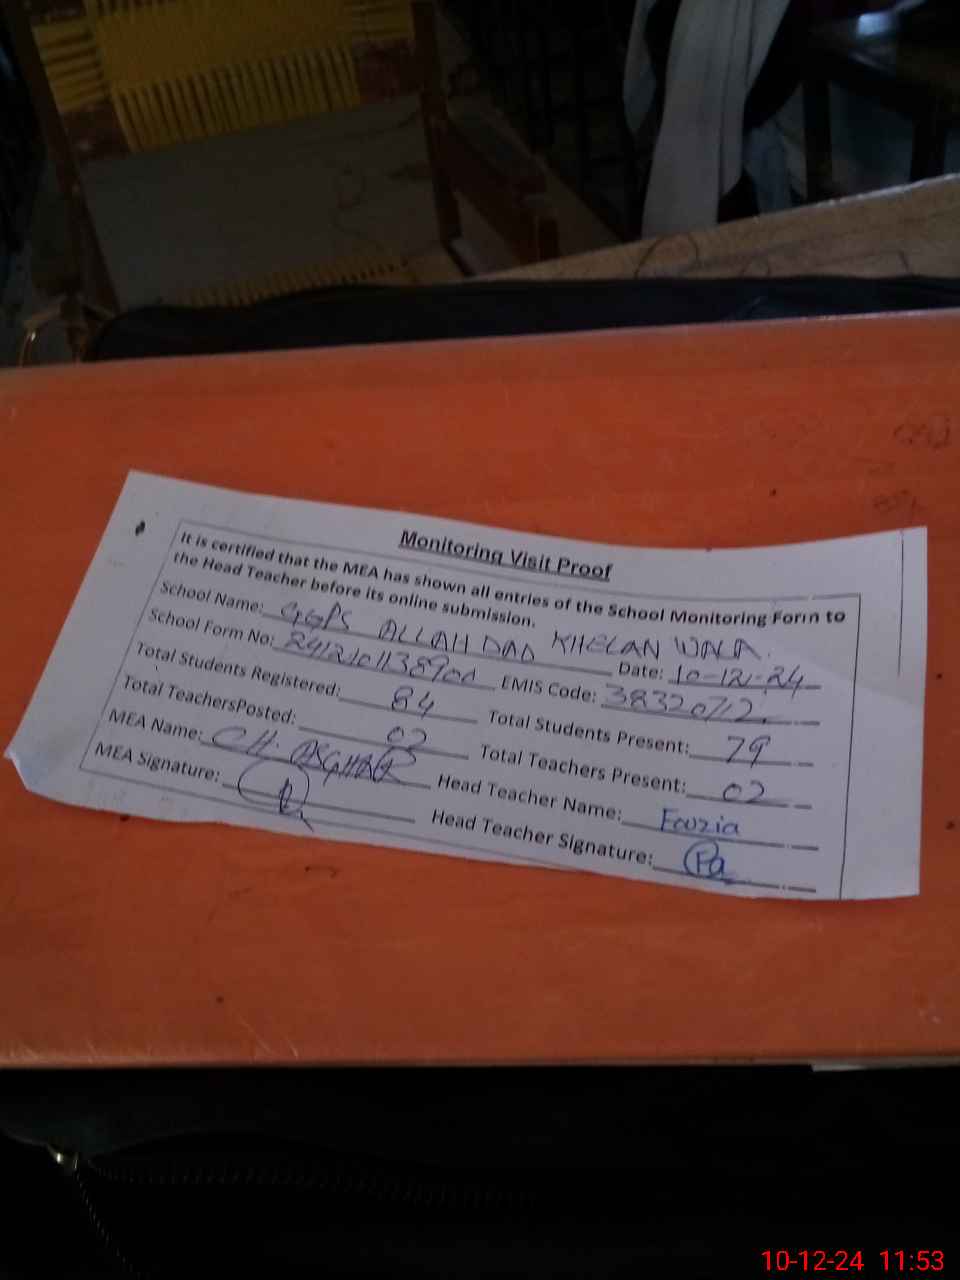 Monitoring Visit Proof
It is certified that the MEA has shown all entries of the School Monitoring Form to
the Head Teacher before its online submission.
School Name: GGPS ALLAH DAD KHELAN WALA
School Form No: Date: 10-12-24
Total Students Registered: 84 EMIS Code: 38320712
Total TeachersPosted: 02 Total Students Present: 79
MEA Name: CH. ASGHAR Total Teachers Present: 02
MEA Signature: Head Teacher Name: Fouzia
Head Teacher Signature:
10-12-24 11:53